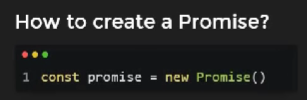 How to create a Promise?
1 const promise = new Promise()